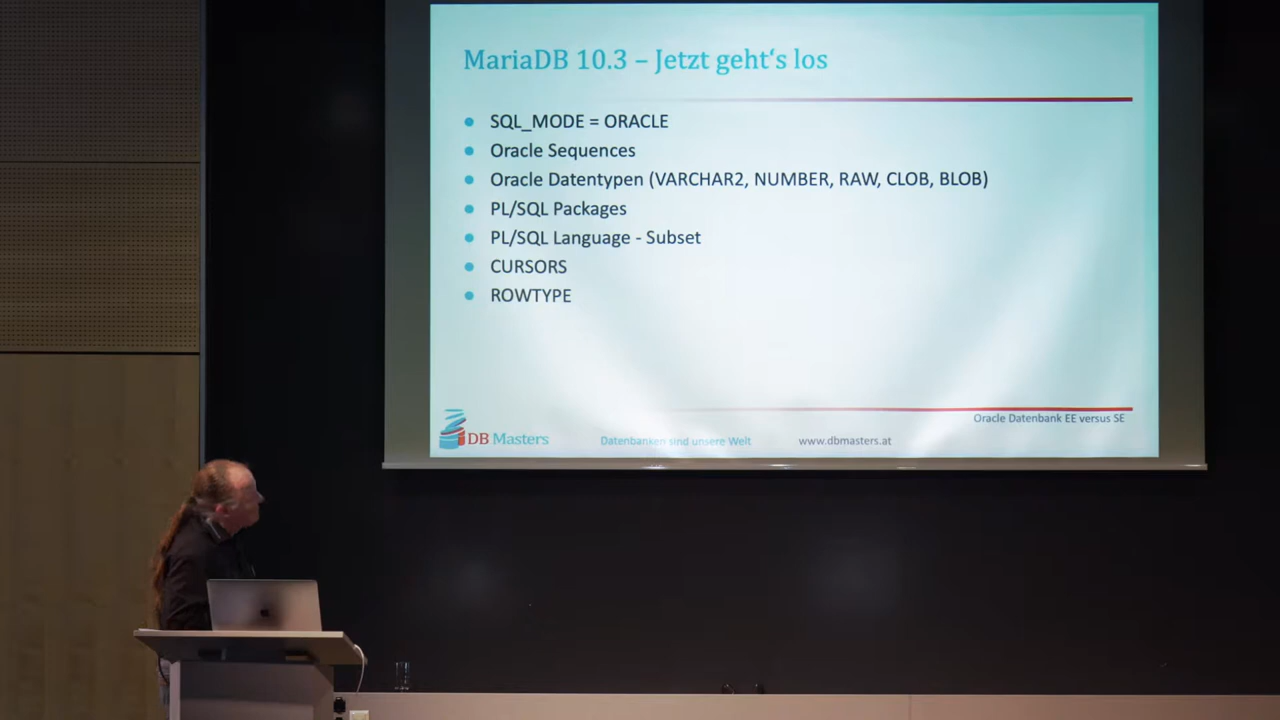 MariaDB 10.3 – Jetzt geht‘s los
SQL_MODE = ORACLE
Oracle Sequences
Oracle Datentypen (VARCHAR2, NUMBER, RAW, CLOB, BLOB)
PL/SQL Packages
PL/SQL Language - Subset
CURSORS
ROWTYPE
Oracle Datenbank EE versus SE
DB Masters
Datenbanken sind unsere Welt
www.dbmasters.at